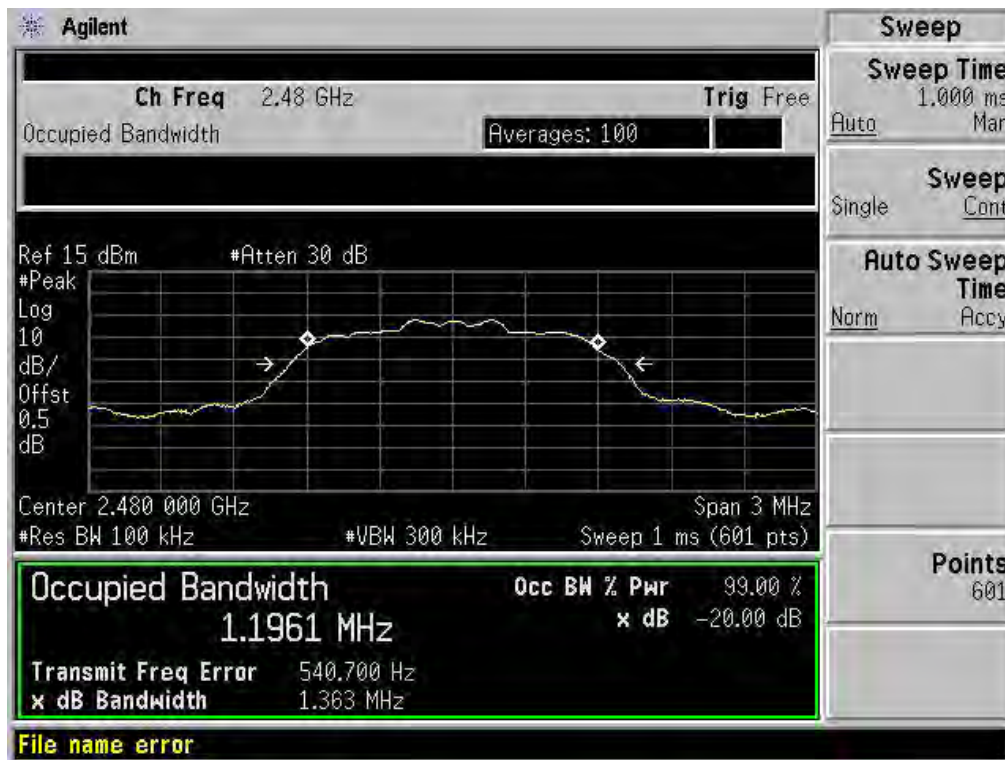 Agilent
Ch Freq 2.48 GHz Trig Free
Occupied Bandwidth Averages: 100
Ref 15 dBm #Atten 30 dB
#Peak
Log
10
dB/
Offst
0.5
dB
Center 2.480 000 GHz Span 3 MHz
#Res BW 100 kHz #VBW 300 kHz Sweep 1 ms (601 pts)
Occupied Bandwidth
1.1961 MHz
Occ BW % Pwr 99.00 %
x dB -20.00 dB
Transmit Freq Error 540.700 Hz
x dB Bandwidth 1.363 MHz
File name error
Sweep
Sweep Time
1.000 ms
Auto Man
Sweep
Single Cont
Auto Sweep
Time
Norm Accy
Points
601